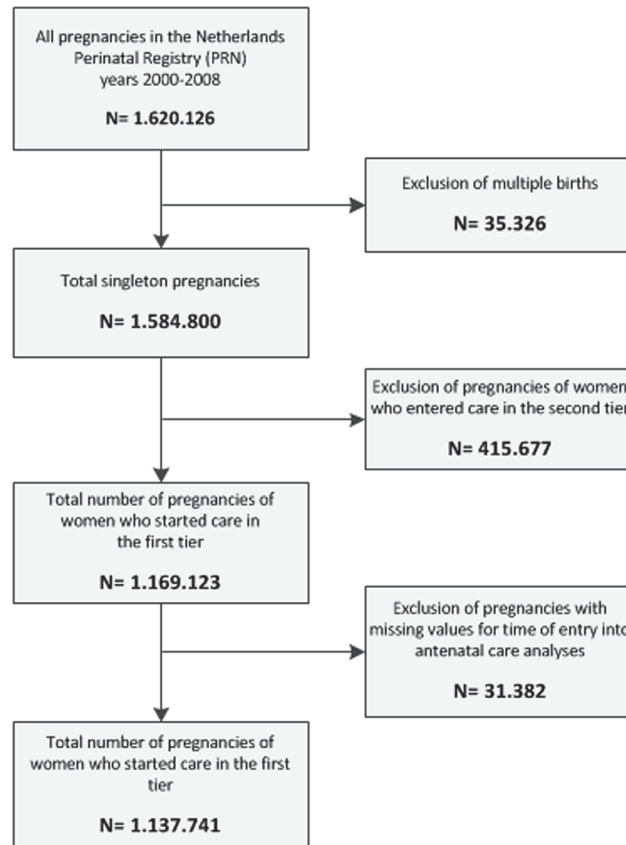 All pregnancies in the Netherlands
Perinatal Registry (PRN)
years 2000-2008
N= 1.620.126
Exclusion of multiple births
N= 35.326
Total singleton pregnancies
N= 1.584.800
Exclusion of pregnancies of women
who entered care in the second tier
N= 415.677
Total number of pregnancies of
women who started care in
the first tier
N= 1.169.123
Exclusion of pregnancies with
missing values for time of entry into
antenatal care analyses
N= 31.382
Total number of pregnancies of
women who started care in the first
tier
N= 1.137.741